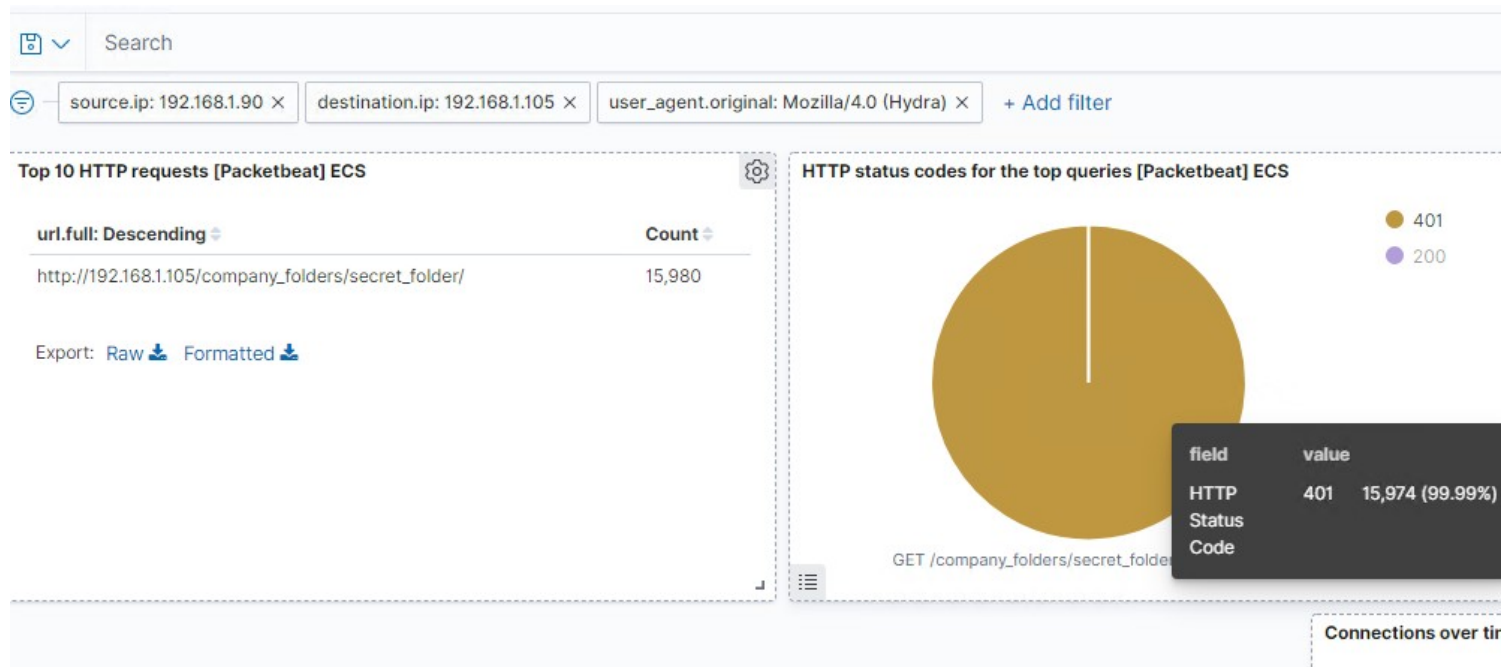 Search
source.ip: 192.168.1.90 × destination.ip: 192.168.1.105 × user_agent.original: Mozilla/4.0 (Hydra) × + Add filter
Top 10 HTTP requests [Packetbeat] ECS
url.full: Descending Count
http://192.168.1.105/company_folders/secret_folder/ 15,980
Export: Raw Formatted
HTTP status codes for the top queries [Packetbeat] ECS
401
200
field value
HTTP 401 15,974 (99.99%)
Status
Code
GET /company_folders/secret_folder
Connections over